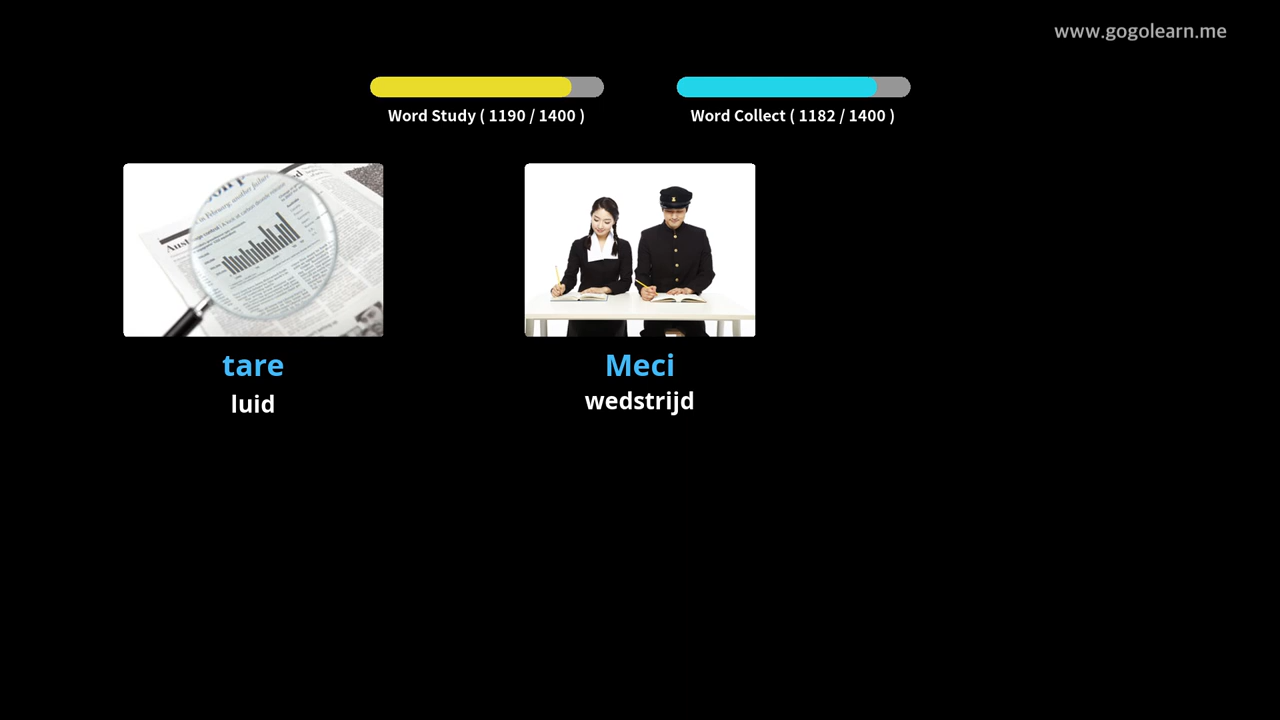 www.gogolearn.me
Word Study ( 1190 / 1400 )
Word Collect ( 1182 / 1400 )
tare
luid
Meci
wedstrijd